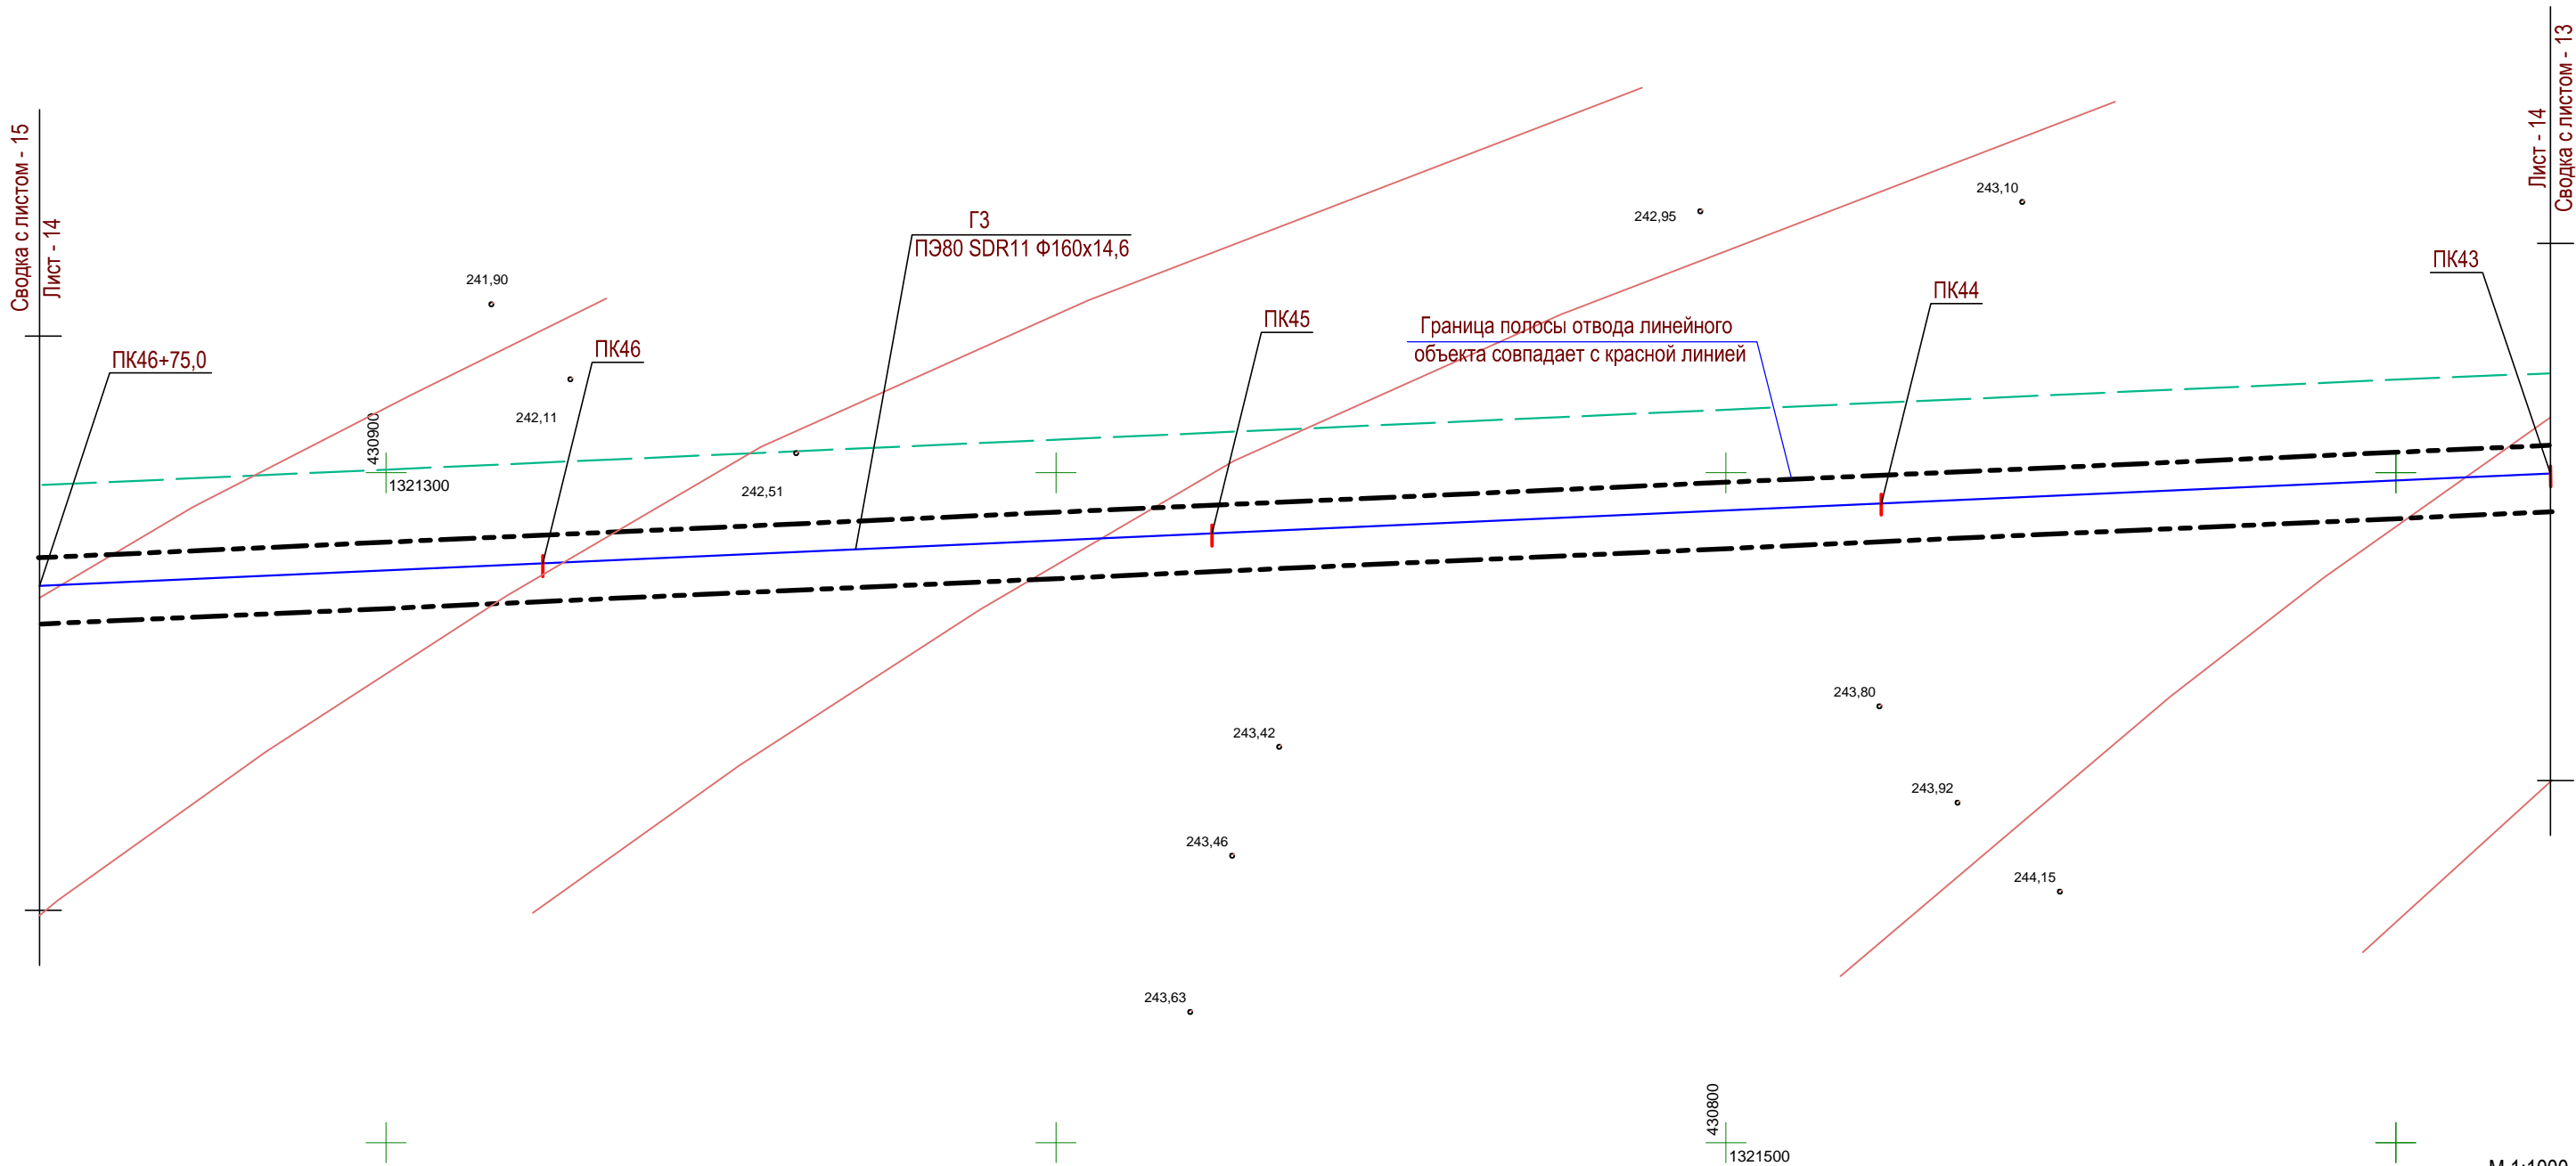 Сводка с листом - 15
Лист - 14
Лист - 14
Сводка с листом - 13
243,10
242,95
Г3
ПЭ80 SDR11 Ф160х14,6
ПК43
241,90
ПК44
ПК45
Граница полосы отвода линейного
объекта совпадает с красной линией
ПК46
ПК46+75,0
242,11
430900
1321300
242,51
243,80
243,42
243,92
243,46
244,15
243,63
430800
1321500
М 1:1000